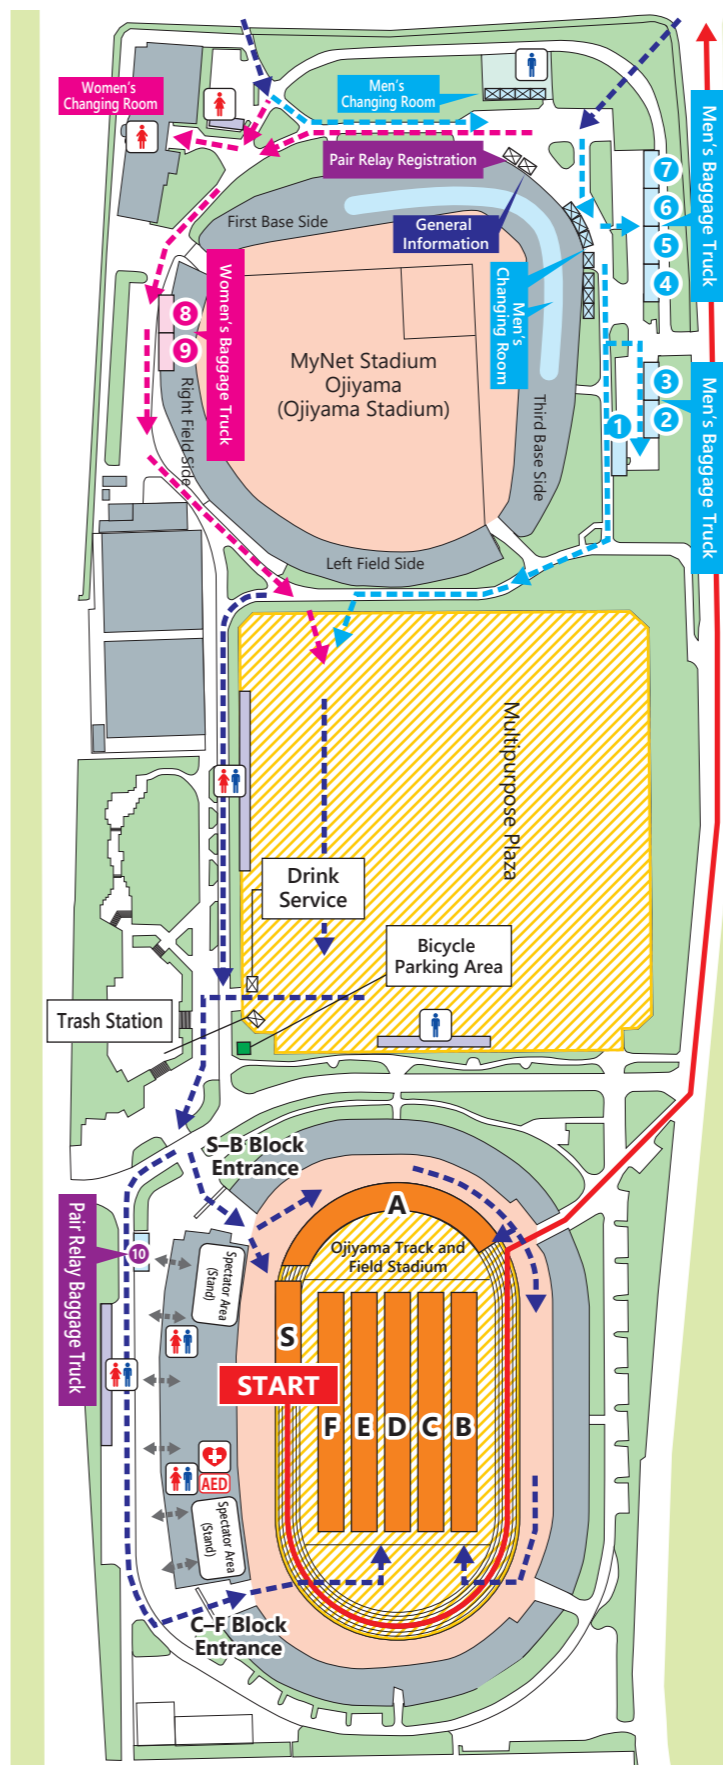 Women's
Changing Room
Men's
Changing Room
Pair Relay Registration
General
Information
First Base Side
Men's Baggage Truck
7
6
5
4
Women's Baggage Truck
8
9
Men's
Changing Room
MyNet Stadium
Ojiyama
(Ojiyama Stadium)
Right Field Side
Third Base Side
Left Field Side
Men's Baggage Truck
3
2
1
Multipurpose Plaza
Drink
Service
Bicycle
Parking Area
Trash Station
S–B Block
Entrance
Pair Relay Baggage Truck
10
Spectator Area
(Stand)
A
Ojiyama Track and
Field Stadium
S
START
F
E
D
C
B
AED
Spectator Area
(Stand)
C–F Block
Entrance